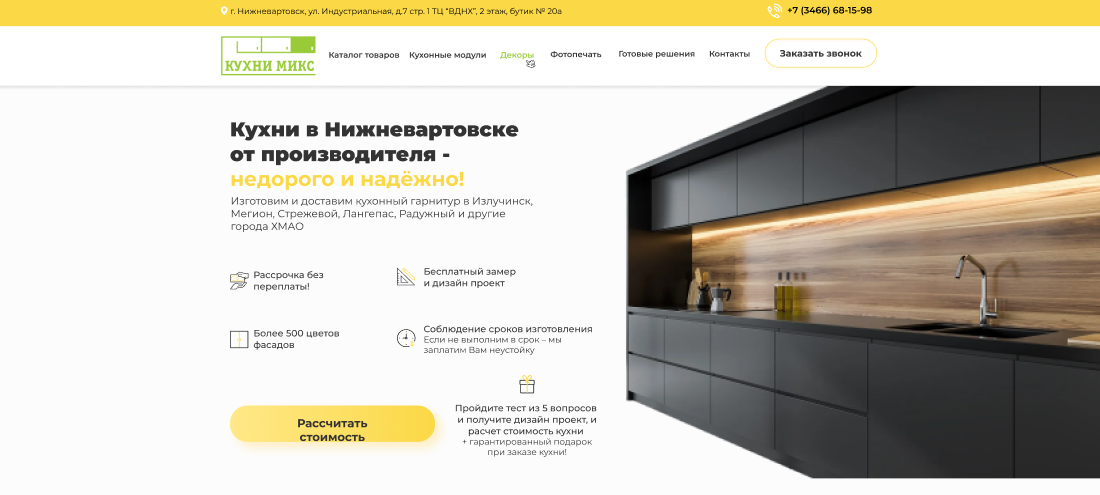 г. Нижневартовск, ул. Индустриальная, д.7 стр. 1 ТЦ "ВДНХ", 2 этаж, бутик № 20а
+7 (3466) 68-15-98
КУХНИ МИКС
Каталог товаров
Кухонные модули
Декоры
Фотопечать
Готовые решения
Контакты
Заказать звонок
Кухни в Нижневартовске
от производителя -
недорого и надёжно!
Изготовим и доставим кухонный гарнитур в Излучинск,
Мегион, Стрежевой, Лангепас, Радужный и другие
города ХМАО
Рассрочка без
переплаты!
Бесплатный замер
и дизайн проект
Более 500 цветов
фасадов
Соблюдение сроков изготовления
Если не выполним в срок – мы
заплатим Вам неустойку
Рассчитать
стоимость
Пройдите тест из 5 вопросов
и получите дизайн проект, и
расчет стоимость кухни
+ гарантированный подарок
при заказе кухни!